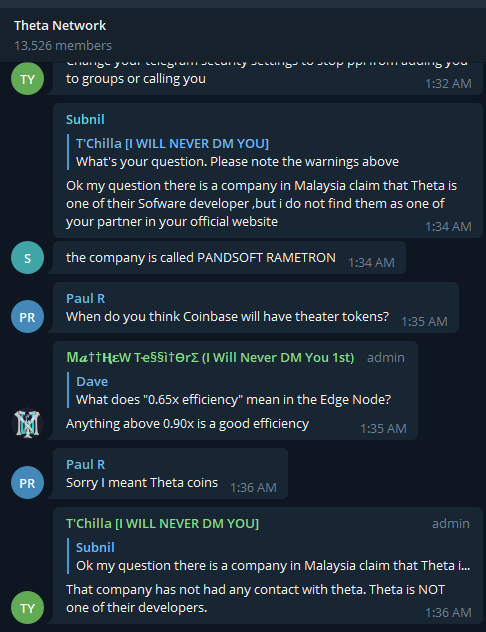 Theta Network
13,526 members
Change your telegram security settings to stop ppl from adding you
to groups or calling you
1:32 AM
TY
Subnil
T'Chilla [I WILL NEVER DM YOU]
What's your question. Please note the warnings above
Ok my question there is a company in Malaysia claim that Theta is
one of their Sofware developer ,but i do not find them as one of
your partner in your official website
1:34 AM
S
the company is called PANDSOFT RAMETRON
1:34 AM
Paul R
When do you think Coinbase will have theater tokens?
1:35 AM
PR
M𝒶††ⱧɛW Tҽ§§ì†ϴrΣ (I Will Never DM You 1st) admin
Dave
What does "0.65x efficiency" mean in the Edge Node?
Anything above 0.90x is a good efficiency
1:35 AM
Paul R
Sorry I meant Theta coins
1:36 AM
PR
T'Chilla [I WILL NEVER DM YOU] admin
Subnil
Ok my question there is a company in Malaysia claim that Theta i...
That company has not had any contact with theta. Theta is NOT
one of their developers.
1:36 AM
TY